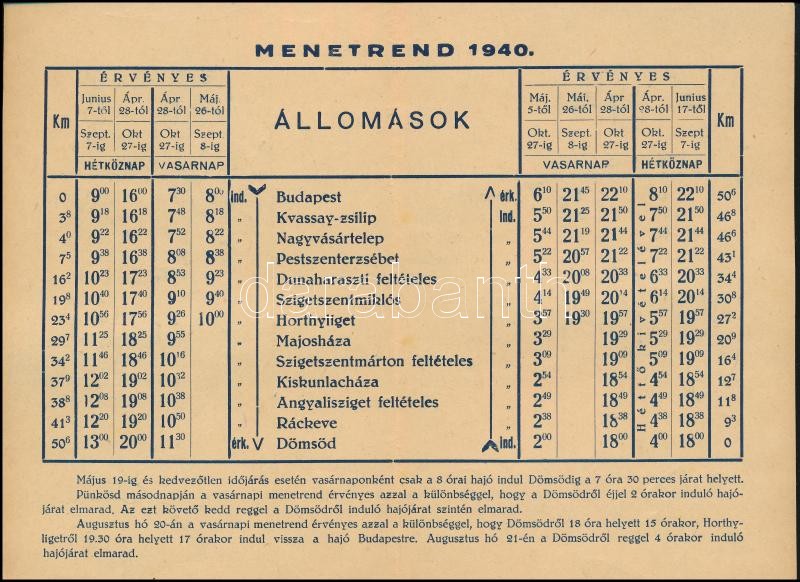 MENETREND 1940.
ÉRVÉNYES ÁLLOMÁSOK ÉRVÉNYES
Km Junius 7-től Ápr. 28-tól Ápr 28-tól Máj. 26-tól Máj. 5-től Mái. 26-tól Ápr. 28-tól Ápr. 28-tól Junius 17-től Km
Szept. 7-ig Okt 27-ig Okt 27-ig Szept 8-ig Okt. 27-ig Szept. 8-ig Okt 27-ig Okt 27-ig Szept 7-ig
HÉTKÖZNAP VASARNAP VASARNAP HÉTKÖZNAP
0 9⁰⁰ 16⁰⁰ 7³⁰ 8⁰⁰ ind. Budapest érk. 6¹⁰ 21⁴⁵ 22¹⁰ 8¹⁰ 22¹⁰ 50⁶
3⁸ 9¹⁸ 16¹⁸ 7⁴⁸ 8¹⁸ „ Kvassay-zsilip Ind. 5⁵⁰ 21²⁵ 21⁵⁰ 7⁵⁰ 21⁵⁰ 46⁸
4⁰ 9²² 16²² 7⁵² 8²² „ Nagyvásártelep „ 5⁴⁴ 21¹⁹ 21⁴⁴ 7⁴⁴ 21⁴⁴ 46⁶
7⁵ 9³⁸ 16³⁸ 8⁰⁸ 8³⁸ „ Pestszenterzsébet „ 5²² 20⁵⁷ 21²² 7²² 21²² 43¹
16² 10²³ 17²³ 8⁵³ 9²³ „ Dunaharaszti feltételes „ 4³³ 20⁰⁸ 20³³ 6³³ 20³³ 34⁴
19⁸ 10⁴⁰ 17⁴⁰ 9¹⁰ 9⁴⁰ „ Szigetszentmiklós „ 4¹⁴ 19⁴⁹ 20¹⁴ 6¹⁴ 20¹⁴ 30⁸
23⁴ 10⁵⁶ 17⁵⁶ 9²⁶ 10⁰⁰ „ Horthyliget „ 3⁵⁷ 19³⁰ 19⁵⁷ 5⁵⁷ 19⁵⁷ 27²
29⁷ 11²⁵ 18²⁵ 9⁵⁵ „ Majosháza „ 3²⁹ 19²⁹ 5²⁹ 19²⁹ 20⁹
34² 11⁴⁶ 18⁴⁶ 10¹⁶ „ Szigetszentmárton feltételes „ 3⁰⁹ 19⁰⁹ 5⁰⁹ 19⁰⁹ 16⁴
37⁹ 12⁰² 19⁰² 10³² „ Kiskunlacháza „ 2⁵⁴ 18⁵⁴ 4⁵⁴ 18⁵⁴ 12⁷
38⁸ 12⁰⁸ 19⁰⁸ 10³⁸ „ Angyalisziget feltételes „ 2⁴⁹ 18⁴⁹ 4⁴⁹ 18⁴⁹ 11⁸
41³ 12²⁰ 19²⁰ 10⁵⁰ „ Ráckeve „ 2³⁸ 18³⁸ 4³⁸ 18³⁸ 9³
50⁶ 13⁰⁰ 20⁰⁰ 11³⁰ érk. Dömsöd ind. 2⁰⁰ 18⁰⁰ 4⁰⁰ 18⁰⁰ 0
Hétfő kivételével
darabanth
Május 19-ig és kedvezőtlen időjárás esetén vasárnaponként csak a 8 órai hajó indul Dömsödig a 7 óra 30 perces járat helyett.
Pünkösd másodnapján a vasárnapi menetrend érvényes azzal a különbséggel, hogy a Dömsödről éjjel 2 órakor induló hajó-
járat elmarad. Az ezt követő kedd reggel a Dömsödről induló hajójárat szintén elmarad.
Augusztus hó 20-án a vasárnapi menetrend érvényes azzal a különbséggel, hogy Dömsödről 18 óra helyett 15 órakor, Horthy-
ligetről 19.30 óra helyett 17 órakor indul vissza a hajó Budapestre. Augusztus hó 21-én a Dömsödről reggel 4 órakor induló
hajójárat elmarad.